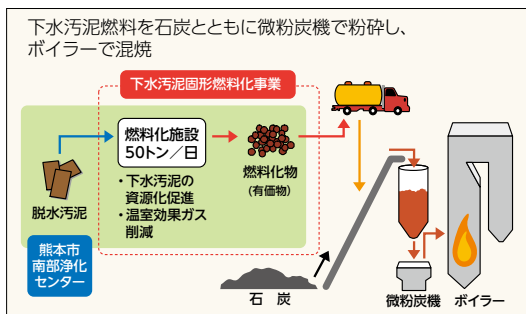 下水汚泥燃料を石炭とともに微粉炭機で粉砕し、
ボイラーで混焼
下水汚泥固形燃料化事業
燃料化施設
50トン／日
・下水汚泥の
資源化促進
・温室効果ガス
削減
脱水汚泥
燃料化物
(有価物)
熊本市
南部浄化
センター
石 炭
微粉炭機
ボイラー